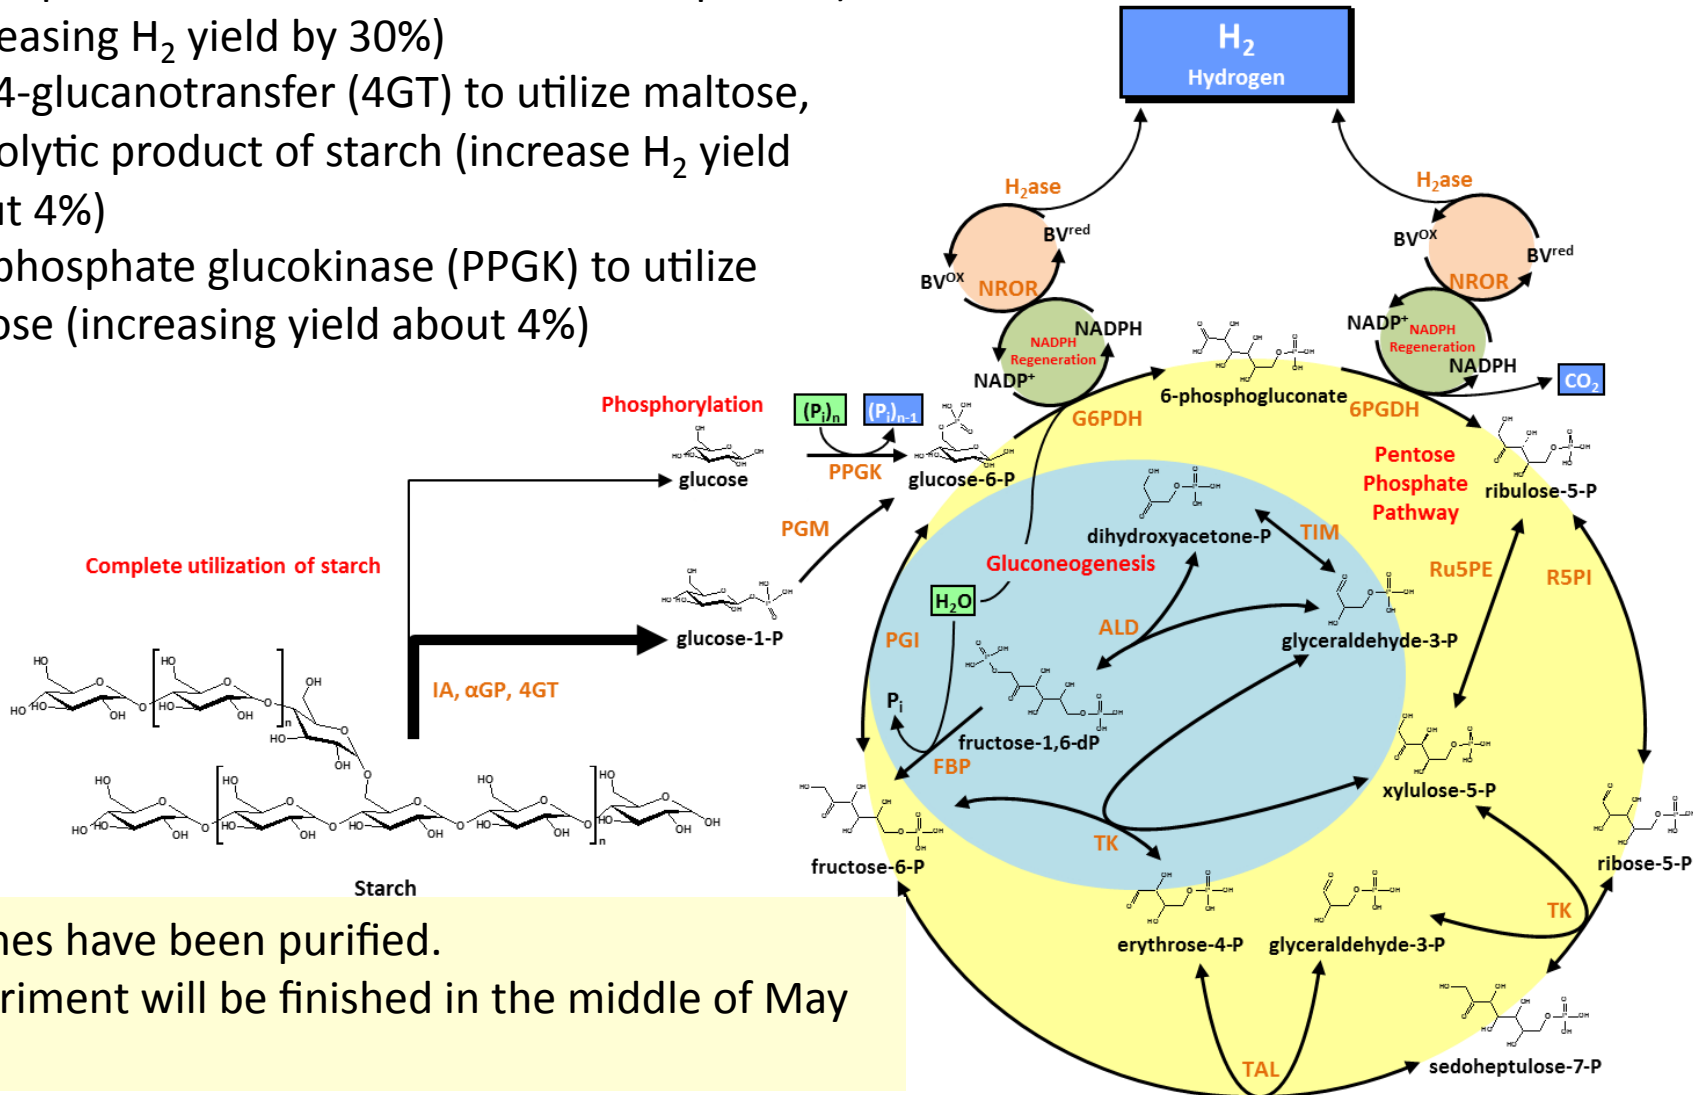 easing H2 yield by 30%)
4-glucanotransfer (4GT) to utilize maltose,
olytic product of starch (increase H2 yield
ut 4%)
phosphate glucokinase (PPGK) to utilize
ose (increasing yield about 4%)
H2
Hydrogen
H2ase
BVred
BVOX
NROR
NADPH
NADPH
Regeneration
NADP+
H2ase
BVOX
BVred
NROR
NADP+
NADPH
Regeneration
NADPH
CO2
6-phosphogluconate
G6PDH
6PGDH
Phosphorylation
(Pi)n
(Pi)n-1
PPGK
glucose
glucose-6-P
PGM
Pentose
Phosphate
Pathway
ribulose-5-P
dihydroxyacetone-P
TIM
Gluconeogenesis
Complete utilization of starch
Ru5PE
R5PI
H2O
glucose-1-P
PGI
ALD
glyceraldehyde-3-P
IA, αGP, 4GT
Pi
fructose-1,6-dP
FBP
xylulose-5-P
TK
fructose-6-P
ribose-5-P
Starch
erythrose-4-P
glyceraldehyde-3-P
TK
TAL
sedoheptulose-7-P
nes have been purified.
riment will be finished in the middle of May